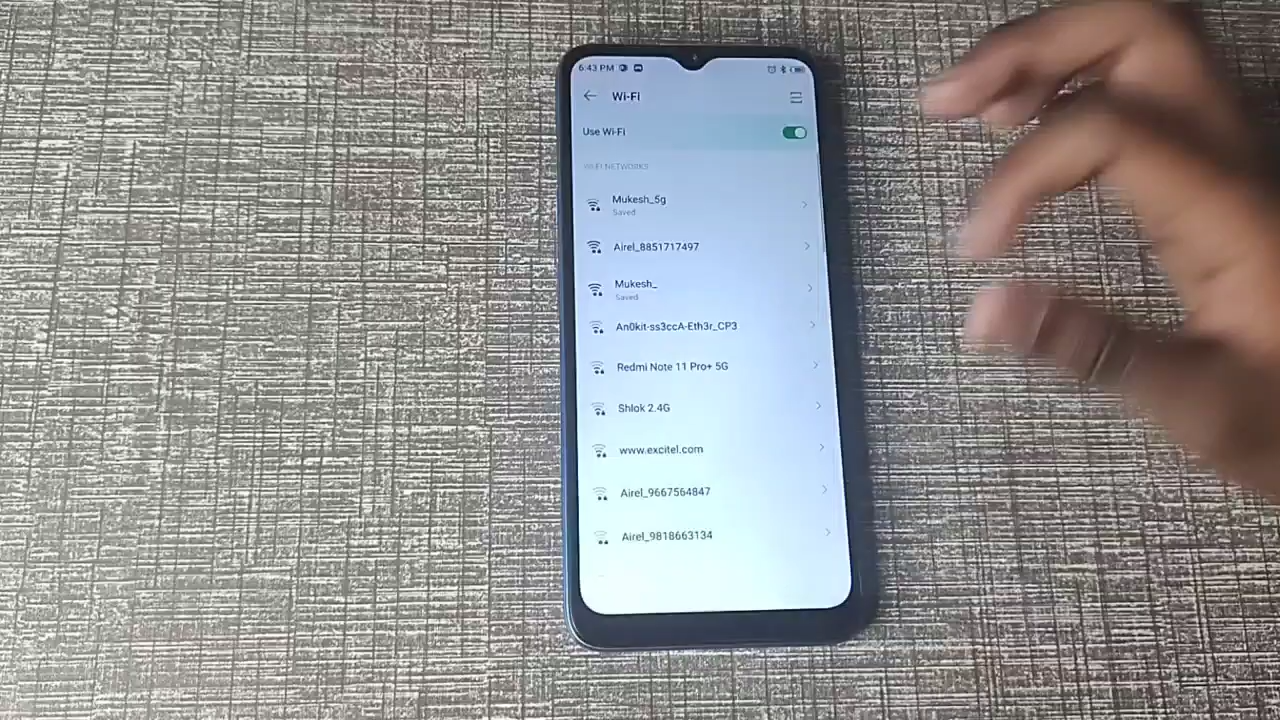 6:43 PM
Wi-Fi
Use Wi-Fi
WI-FI NETWORKS
Mukesh_5g
Saved
Airel_8851717497
Mukesh_
Saved
An0kit-ss3ccA-Eth3r_CP3
Redmi Note 11 Pro+ 5G
Shlok 2.4G
www.excitel.com
Airel_9667564847
Airel_9818663134